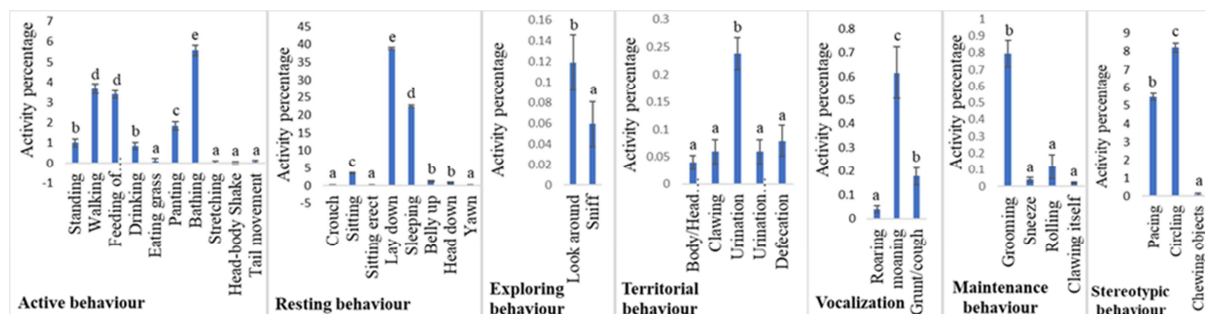 Activity percentage
7
6
5
4
3
2
1
0
-1
b
d
d
b
a
c
e
a
a
a
Standing
Walking
Feeding of…
Drinking
Eating grass
Panting
Bathing
Stretching
Head-body Shake
Tail movement
Active behaviour
Activity percentage
45
40
35
30
25
20
15
10
5
0
-5
a
c
a
e
d
b
b
a
Crouch
Sitting
Sitting erect
Lay down
Sleeping
Belly up
Head down
Yawn
Resting behaviour
Activity percentage
0.16
0.14
0.12
0.1
0.08
0.06
0.04
0.02
0
b
a
Look around
Sniff
Exploring
behaviour
Activity percentage
0.3
0.25
0.2
0.15
0.1
0.05
0
a
a
b
a
a
Body/Head…
Clawing
Urination
Urination…
Defecation
Territorial
behaviour
Activity percentage
0.8
0.7
0.6
0.5
0.4
0.3
0.2
0.1
0
a
c
b
Roaring
moaning
Grunt/cough
Vocalization
Activity percentage
1
0.9
0.8
0.7
0.6
0.5
0.4
0.3
0.2
0.1
0
b
a
a
a
Grooming
Sneeze
Rolling
Clawing itself
Maintenance
behaviour
Activity percentage
9
8
7
6
5
4
3
2
1
0
b
c
a
Pacing
Circling
Chewing objects
Stereotypic
behaviour